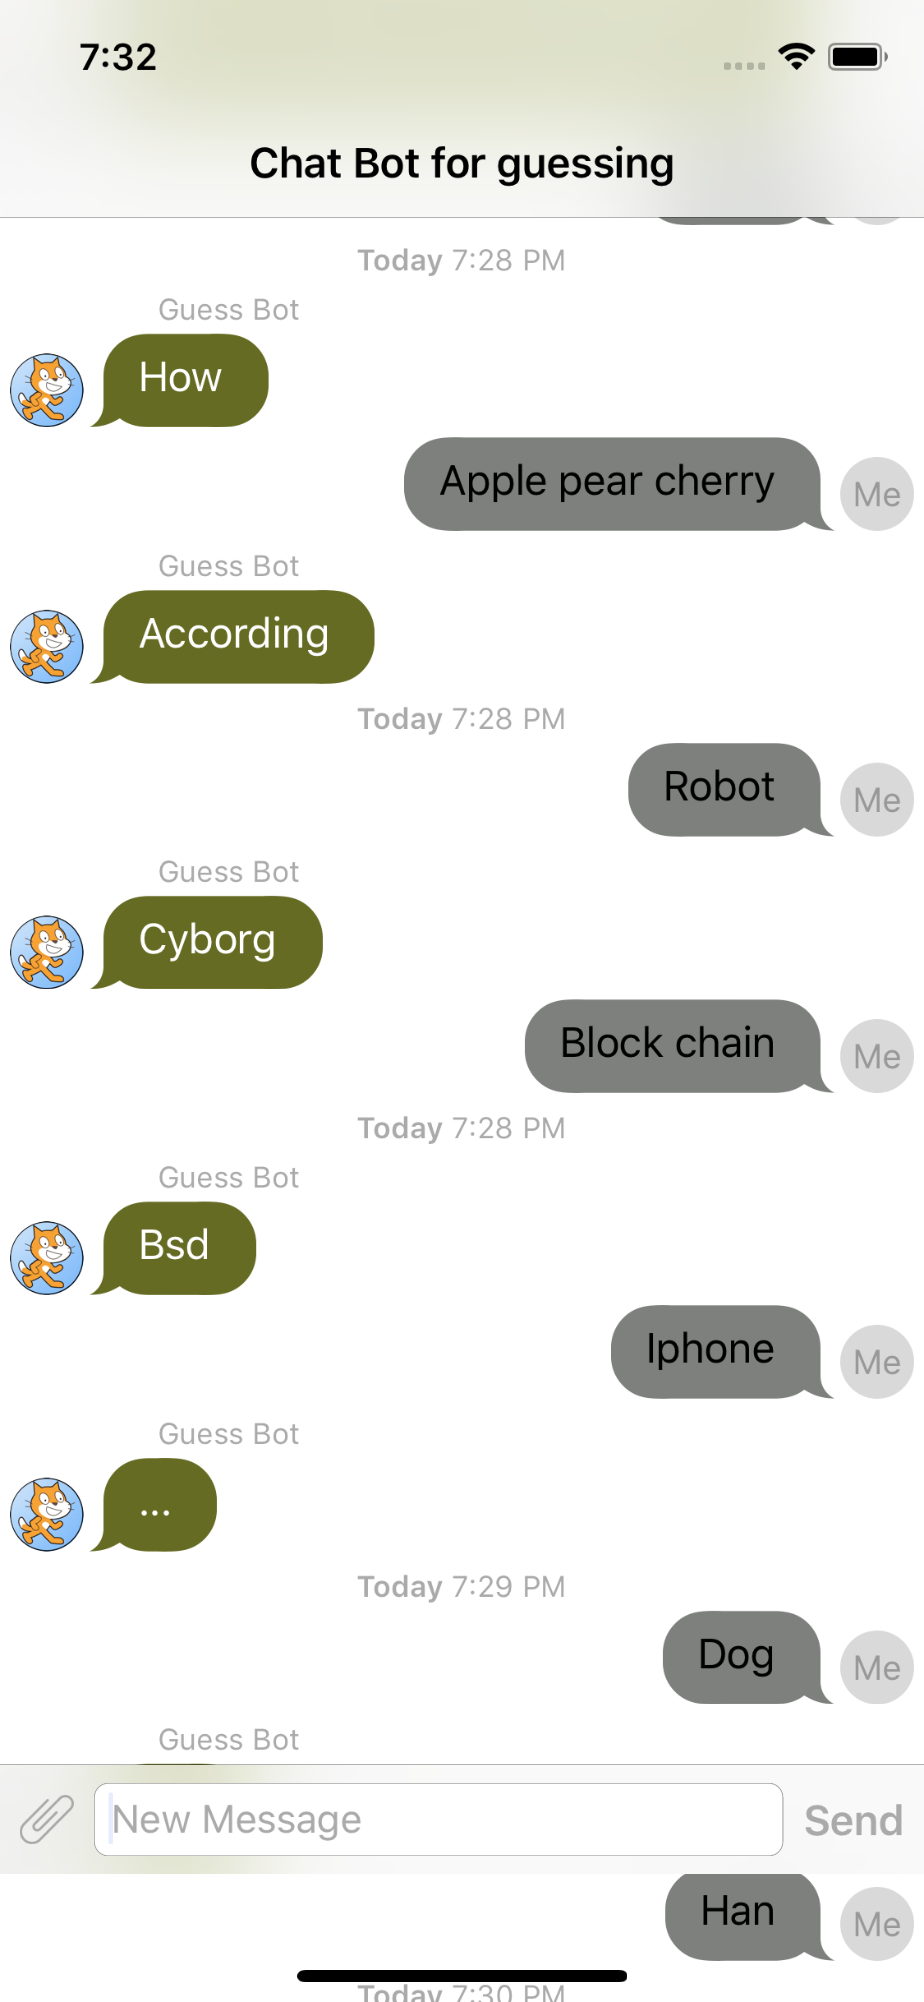 7:32
Chat Bot for guessing
Today 7:28 PM
Guess Bot
How
Apple pear cherry
Me
Guess Bot
According
Today 7:28 PM
Robot
Me
Guess Bot
Cyborg
Block chain
Me
Today 7:28 PM
Guess Bot
Bsd
Iphone
Me
Guess Bot
...
Today 7:29 PM
Dog
Me
Guess Bot
New Message
Send
Han
Me
Today 7:30 PM